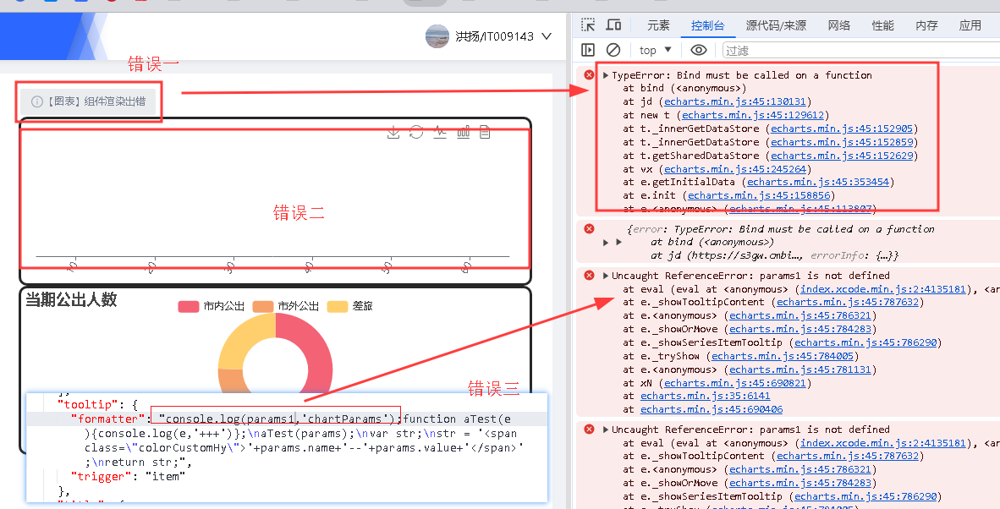 洪扬/IT009143
错误一
【图表】组件渲染出错
错误二
10 20 30 40 50 60
当期公出人数
市内公出 市外公出 差旅
错误三
"tooltip": {
"formatter": "console.log(params1,'chartParams');function aTest(e
){console.log(e,'+++')};\naTest(params);\nvar str;\nstr = '<span
class=\"colorCustomHy\">'+params.name+'--'+params.value+'</span>'
;\nreturn str;",
"trigger": "item"
},
元素 控制台 源代码/来源 网络 性能 内存 应用
top ▼ 过滤
TypeError: Bind must be called on a function
at bind (<anonymous>)
at jd (echarts.min.js:45:130131)
at new t (echarts.min.js:45:129612)
at t._innerGetDataStore (echarts.min.js:45:152905)
at t._innerGetDataStore (echarts.min.js:45:152859)
at t.getSharedDataStore (echarts.min.js:45:152629)
at vx (echarts.min.js:45:245264)
at e.getInitialData (echarts.min.js:45:353454)
at e.init (echarts.min.js:45:158856)
at e.<anonymous> (echarts.min.js:45:113807)
{error: TypeError: Bind must be called on a function
at bind (<anonymous>)
at jd (https://s3gw.cmbi…, errorInfo: {…}}
Uncaught ReferenceError: params1 is not defined
at eval (eval at <anonymous> (index.xcode.min.js:2:4135181), <an
at e._showTooltipContent (echarts.min.js:45:787632)
at e.<anonymous> (echarts.min.js:45:786321)
at e._showOrMove (echarts.min.js:45:784283)
at e._showSeriesItemTooltip (echarts.min.js:45:786290)
at e._tryShow (echarts.min.js:45:784005)
at e.<anonymous> (echarts.min.js:45:781131)
at xN (echarts.min.js:45:690821)
at echarts.min.js:35:6141
at echarts.min.js:45:690406
Uncaught ReferenceError: params1 is not defined
at eval (eval at <anonymous> (index.xcode.min.js:2:4135181), <an
at e._showTooltipContent (echarts.min.js:45:787632)
at e.<anonymous> (echarts.min.js:45:786321)
at e._showOrMove (echarts.min.js:45:784283)
at e._showSeriesItemTooltip (echarts.min.js:45:786290)